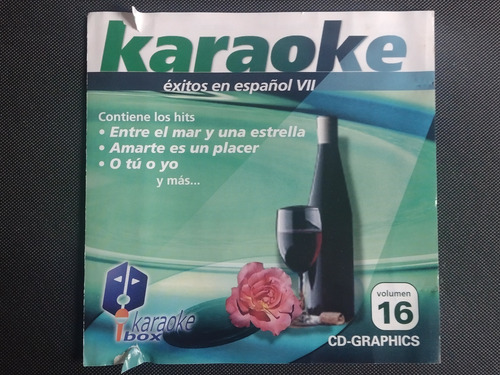 karaoke
éxitos en español VII
Contiene los hits
• Entre el mar y una estrella
• Amarte es un placer
• O tú o yo
y más...
karaoke
box
volumen
16
CD-GRAPHICS